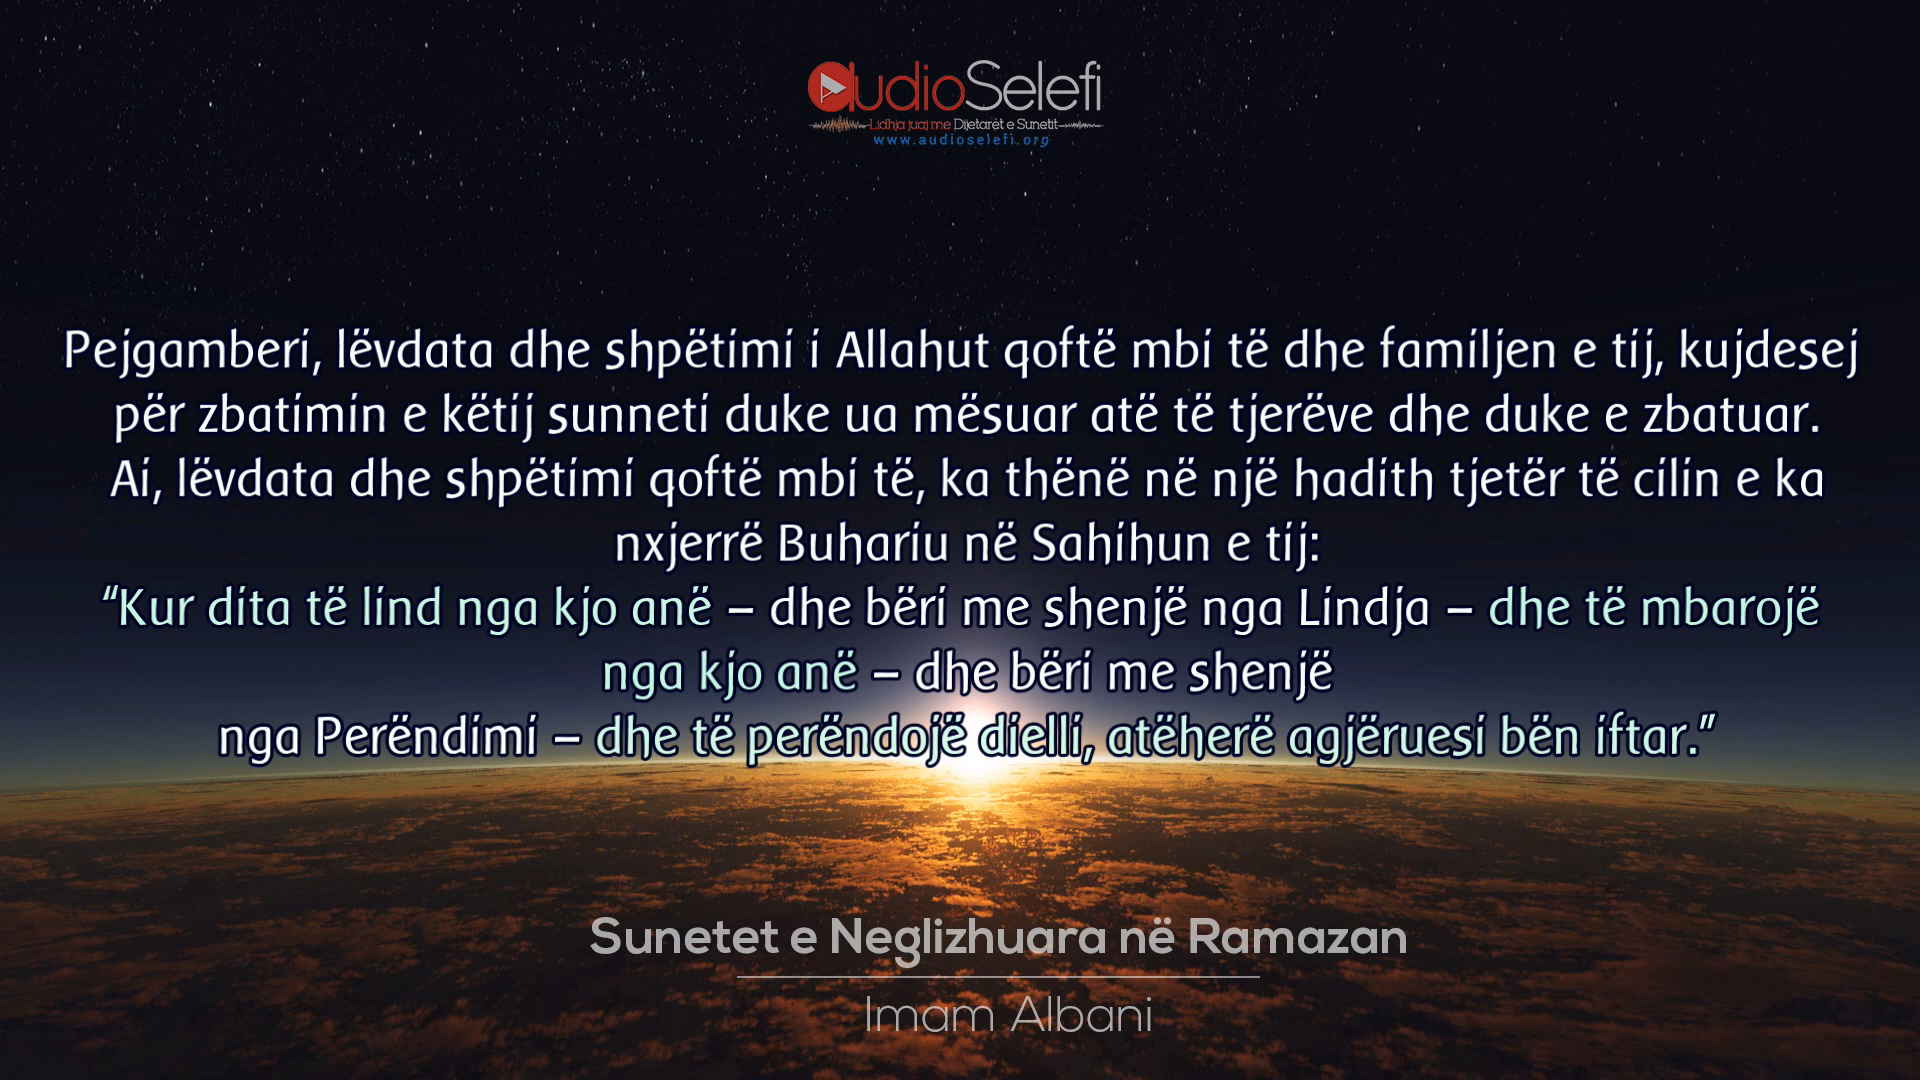 audioSelefi
Lidhja juaj me Dijetarët e Sunetit
www.audioselefi.org
Pejgamberi, lëvdata dhe shpëtimi i Allahut qoftë mbi të dhe familjen e tij, kujdesej
për zbatimin e këtij sunneti duke ua mësuar atë të tjerëve dhe duke e zbatuar.
Ai, lëvdata dhe shpëtimi qoftë mbi të, ka thënë në një hadith tjetër të cilin e ka
nxjerrë Buhariu në Sahihun e tij:
“Kur dita të lind nga kjo anë – dhe bëri me shenjë nga Lindja – dhe të mbarojë
nga kjo anë – dhe bëri me shenjë
nga Perëndimi – dhe të perëndojë dielli, atëherë agjëruesi bën iftar.”
Sunetet e Neglizhuara në Ramazan
Imam Albani